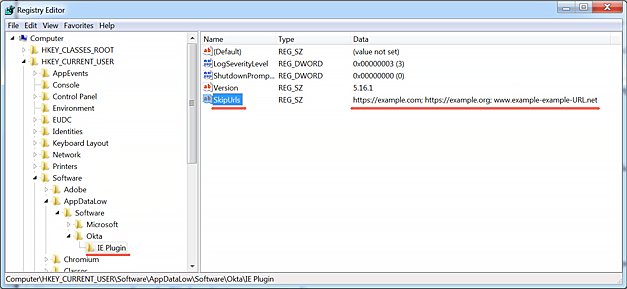 Registry Editor
File Edit View Favorites Help
Computer
HKEY_CLASSES_ROOT
HKEY_CURRENT_USER
AppEvents
Console
Control Panel
Environment
EUDC
Identities
Keyboard Layout
Network
Printers
Software
Adobe
AppDataLow
Software
Microsoft
Okta
IE Plugin
Chromium
Classes
Name Type Data
(Default) REG_SZ (value not set)
LogSeverityLevel REG_DWORD 0x00000003 (3)
ShutdownPromp... REG_DWORD 0x00000002 (2)
Version REG_SZ 5.16.1
SkipUrls REG_SZ https://example.com; https://example.org; www.example-example-URL.net
Computer\HKEY_CURRENT_USER\Software\AppDataLow\Software\Okta\IE Plugin